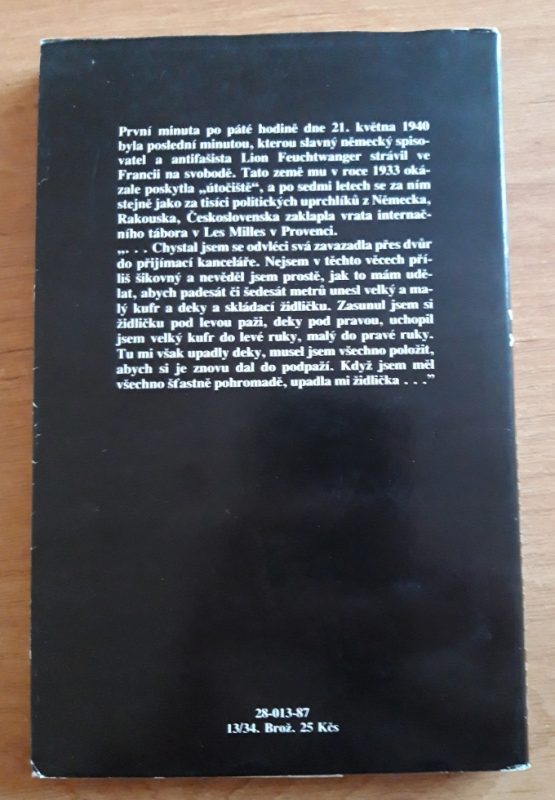 První minuta po páté hodině dne 21. května 1940
byla poslední minutou, kterou slavný německý spiso-
vatel a antifašista Lion Feuchtwanger strávil ve
Francii na svobodě. Tato země mu v roce 1933 oká-
zale poskytla „útočiště“, a po sedmi letech se za ním
stejně jako za tisíci politických uprchlíků z Německa,
Rakouska, Československa zaklapla vrata internač-
ního tábora v Les Milles v Provenci.
„. . . Chystal jsem se odvléci svá zavazadla přes dvůr
do přijímací kanceláře. Nejsem v těchto věcech pří-
liš šikovný a nevěděl jsem prostě, jak to mám udě-
lat, abych padesát či šedesát metrů unesl velký a ma-
lý kufr a deky a skládací židličku. Zasunul jsem si
židličku pod levou paži, deky pod pravou, uchopil
jsem velký kufr do levé ruky, malý do pravé ruky.
Tu mi však upadly deky, musel jsem všechno položit,
abych si je znovu dal do podpaží. Když jsem měl
všechno šťastně pohromadě, upadla mi židlička . . .”
28-013-87
13/34. Brož. 25 Kčs